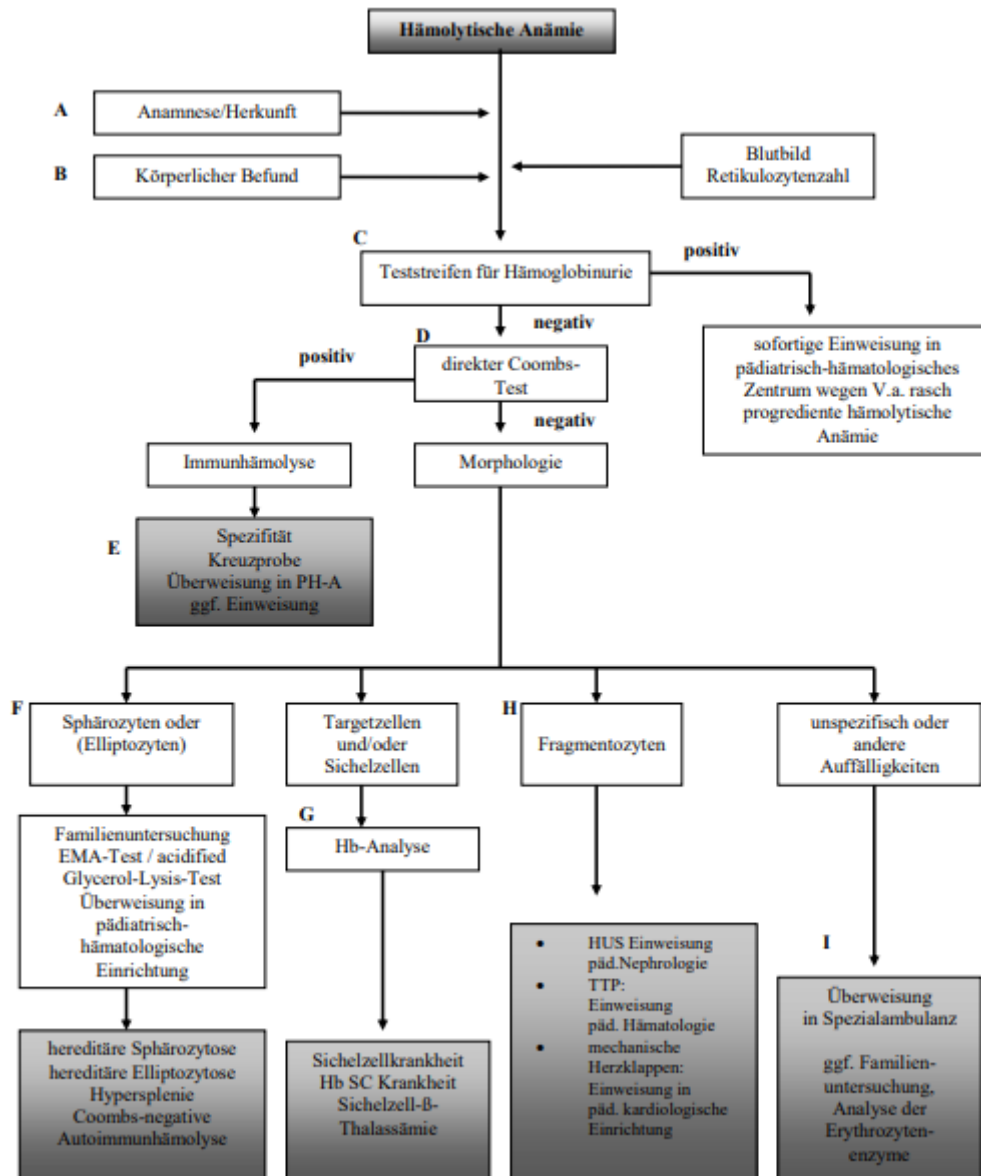 Hämolytische Anämie
A
Anamnese/Herkunft
B
Körperlicher Befund
Blutbild
Retikulozytenzahl
C
Teststreifen für Hämoglobinurie
positiv
negativ
sofortige Einweisung in
pädiatrisch-hämatologisches
Zentrum wegen V.a. rasch
progrediente hämolytische
Anämie
D
direkter Coombs-
Test
positiv
negativ
Immunhämolyse
Morphologie
E
Spezifität
Kreuzprobe
Überweisung in PH-A
ggf. Einweisung
F
Sphärozyten oder
(Elliptozyten)
Targetzellen
und/oder
Sichelzellen
H
Fragmentozyten
unspezifisch oder
andere
Auffälligkeiten
Familienuntersuchung
EMA-Test / acidified
Glycerol-Lysis-Test
Überweisung in
pädiatrisch-
hämatologische
Einrichtung
G
Hb-Analyse
hereditäre Sphärozytose
hereditäre Elliptozytose
Hypersplenie
Coombs-negative
Autoimmunhämolyse
Sichelzellkrankheit
Hb SC Krankheit
Sichelzell-ß-
Thalassämie
• HUS Einweisung
päd.Nephrologie
• TTP:
Einweisung
päd. Hämatologie
• mechanische
Herzklappen:
Einweisung in
päd. kardiologische
Einrichtung
I
Überweisung
in Spezialambulanz
ggf. Familien-
untersuchung,
Analyse der
Erythrozyten-
enzyme